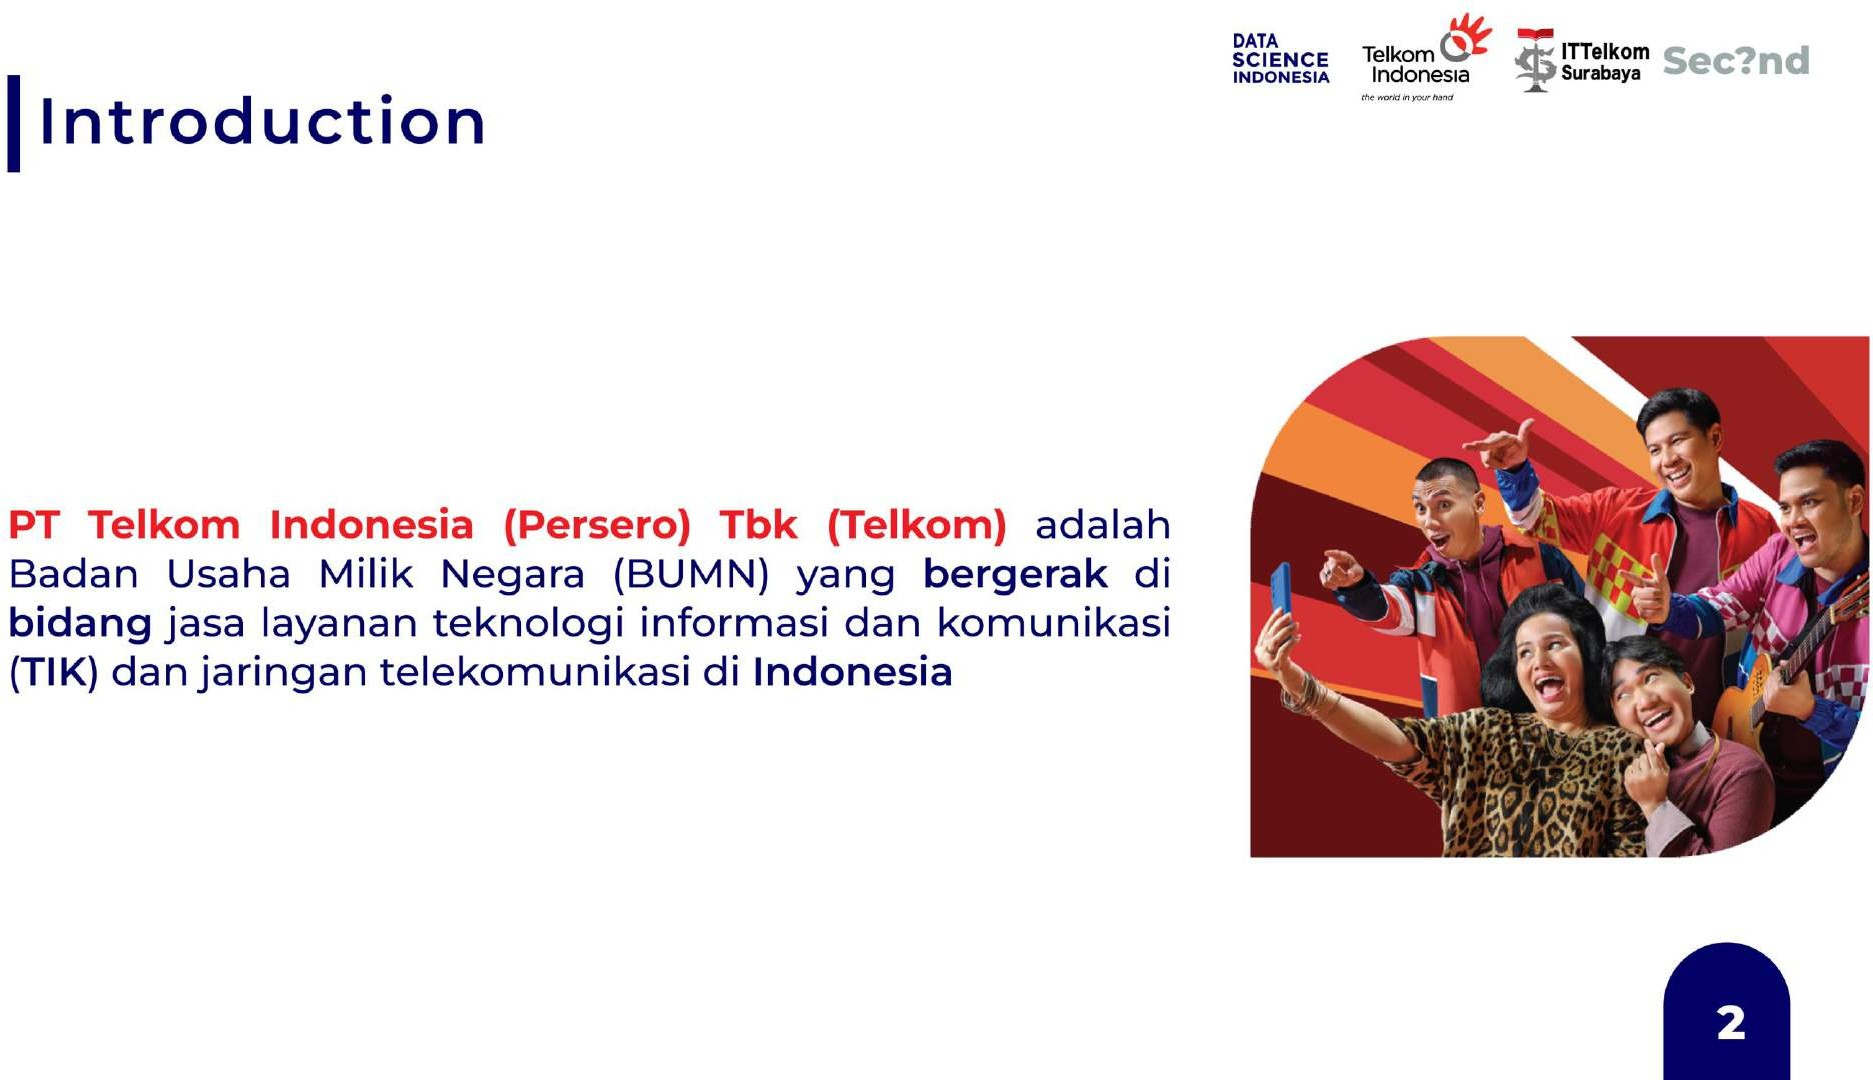 DATA
SCIENCE
INDONESIA
Telkom
Indonesia
the world in your hand
ITTelkom
Surabaya
Sec?nd
Introduction
PT Telkom Indonesia (Persero) Tbk (Telkom) adalah
Badan Usaha Milik Negara (BUMN) yang bergerak di
bidang jasa layanan teknologi informasi dan komunikasi
(TIK) dan jaringan telekomunikasi di Indonesia
2